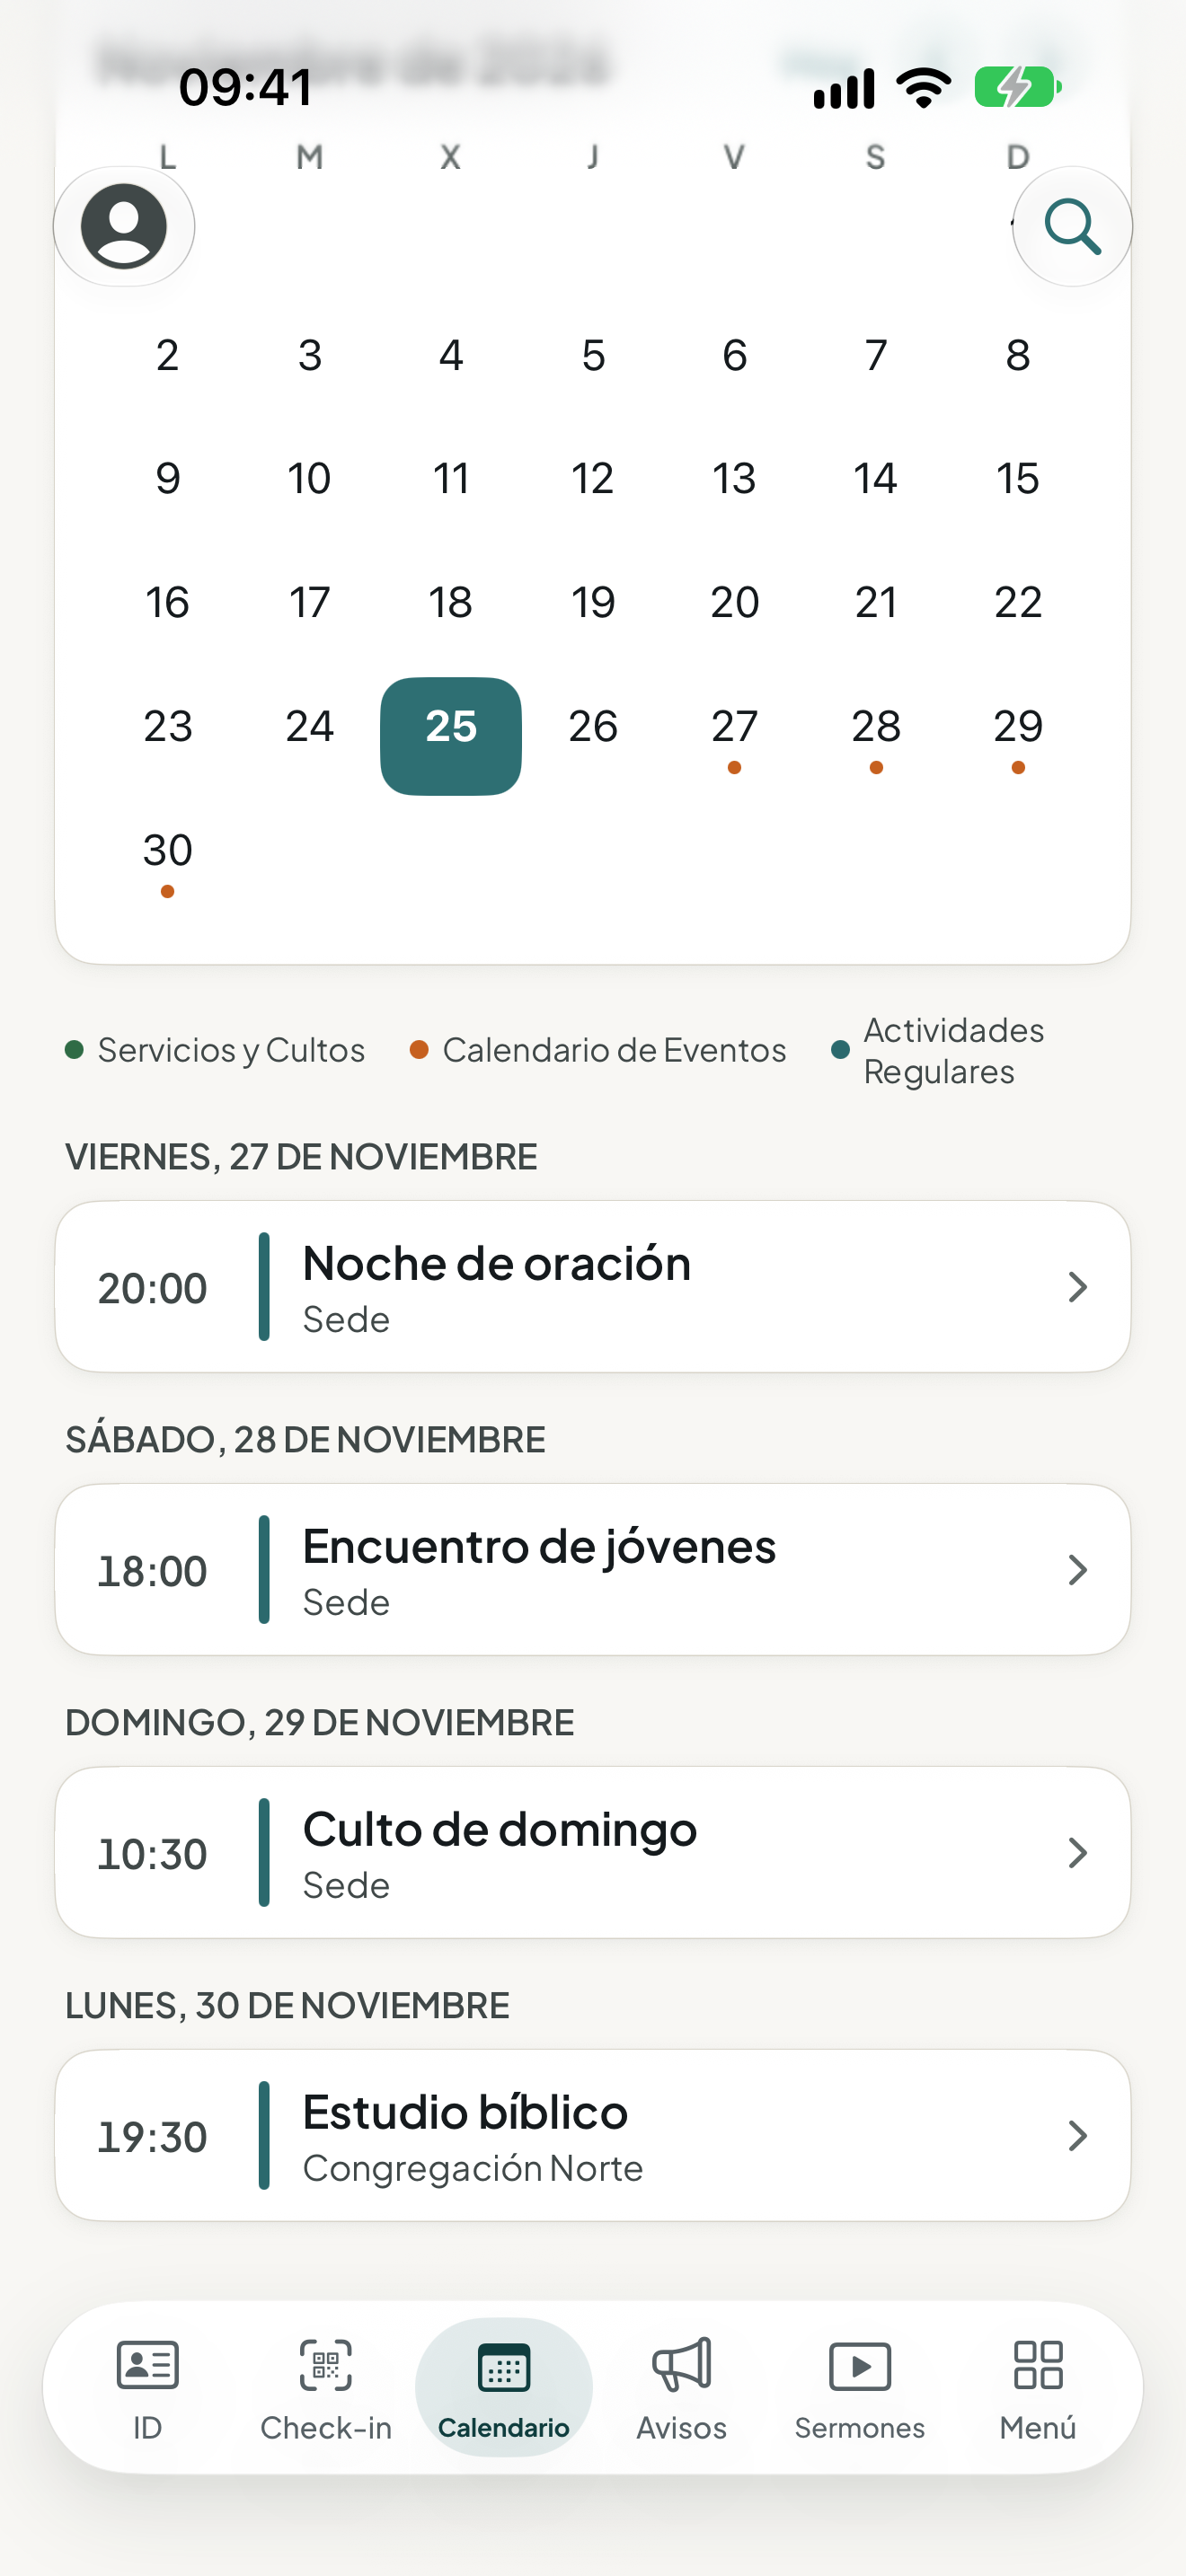 Noviembre de 2026
09:41
L M X J V S D
2 3 4 5 6 7 8
9 10 11 12 13 14 15
16 17 18 19 20 21 22
23 24 25 26 27 28 29
30
Servicios y Cultos
Calendario de Eventos
Actividades
Regulares
VIERNES, 27 DE NOVIEMBRE
20:00
Noche de oración
Sede
SÁBADO, 28 DE NOVIEMBRE
18:00
Encuentro de jóvenes
Sede
DOMINGO, 29 DE NOVIEMBRE
10:30
Culto de domingo
Sede
LUNES, 30 DE NOVIEMBRE
19:30
Estudio bíblico
Congregación Norte
ID
Check-in
Calendario
Avisos
Sermones
Menú